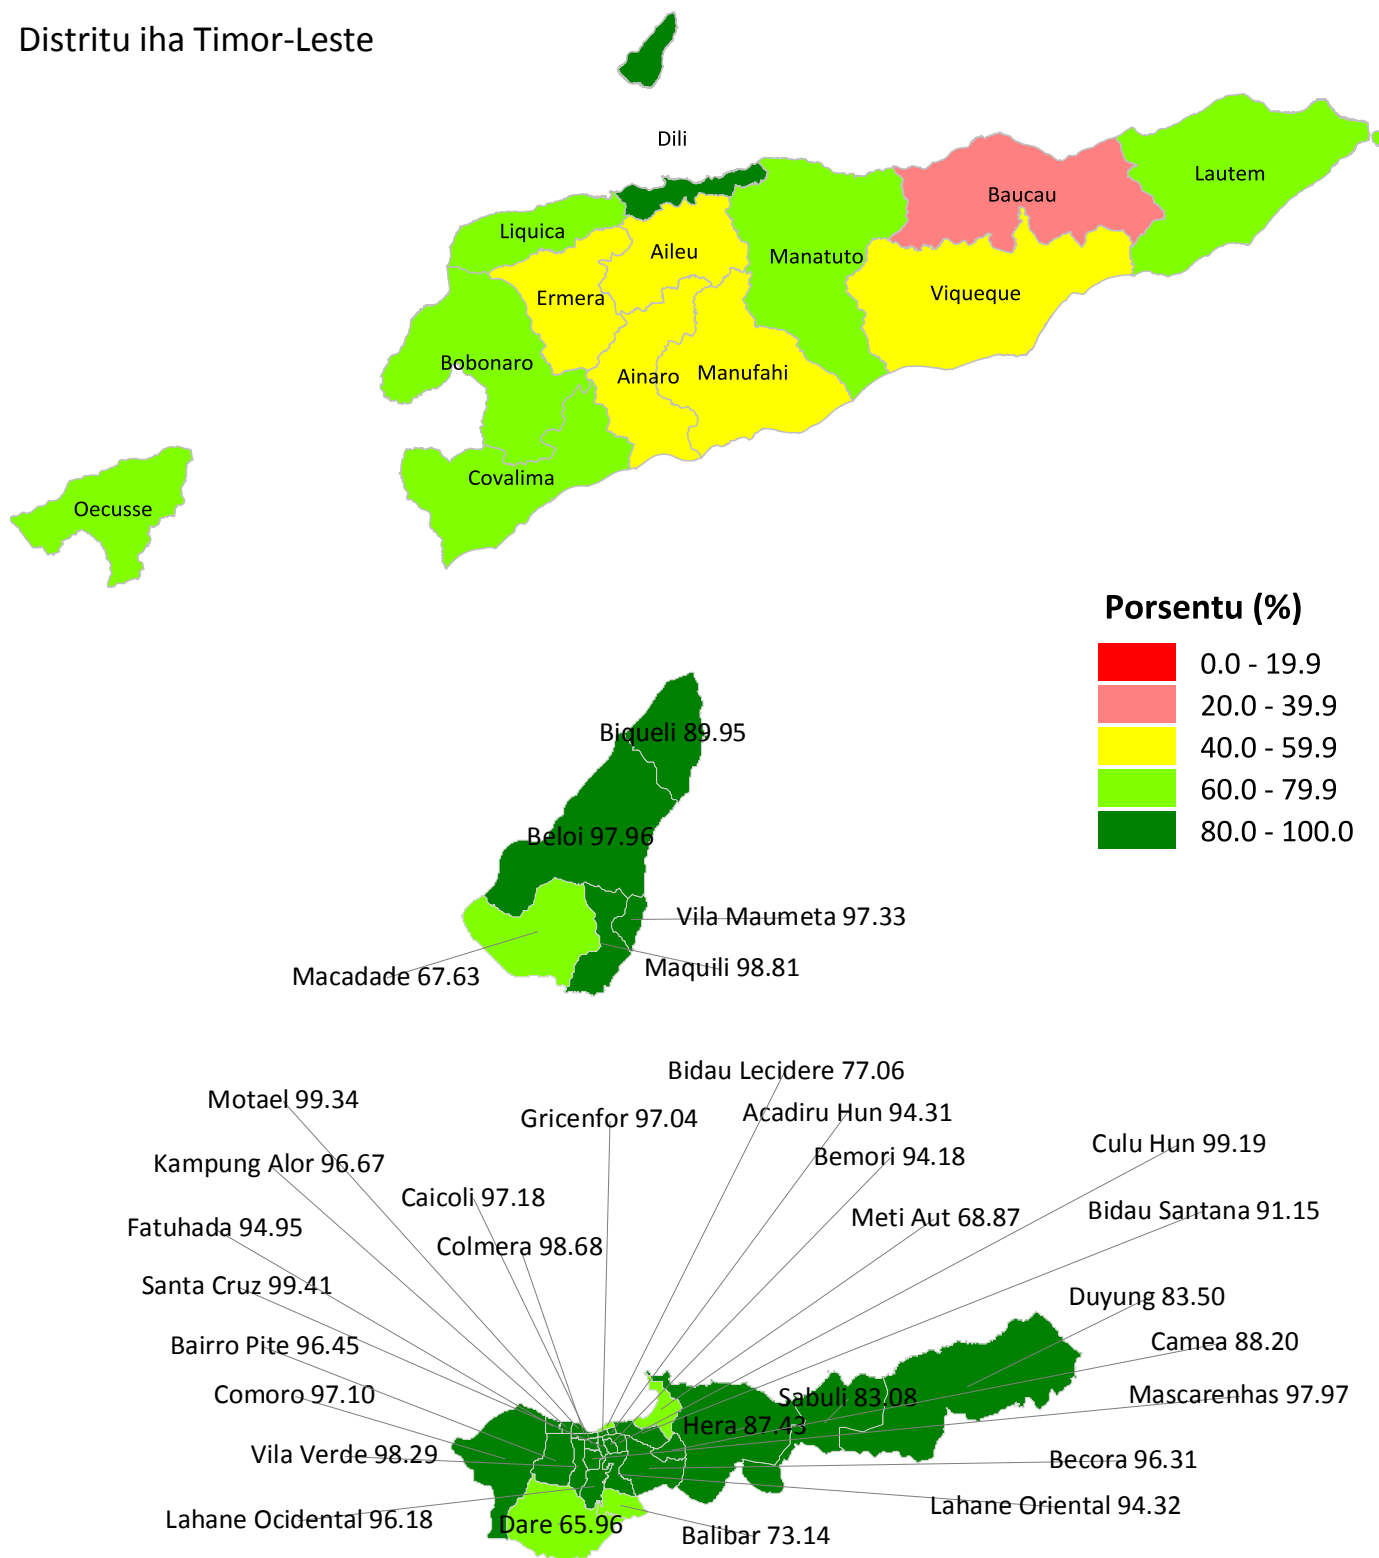 Distritu iha Timor-Leste
Dili
Lautem
Baucau
Liquica
Aileu
Manatuto
Viqueque
Ermera
Bobonaro
Ainaro
Manufahi
Covalima
Oecusse
Porsentu (%)
0.0 - 19.9
20.0 - 39.9
40.0 - 59.9
60.0 - 79.9
80.0 - 100.0
Biqueli 89.95
Beloi 97.96
Vila Maumeta 97.33
Maquili 98.81
Macadade 67.63
Bidau Lecidere 77.06
Motael 99.34
Gricenfor 97.04
Acadiru Hun 94.31
Culu Hun 99.19
Kampung Alor 96.67
Bemori 94.18
Caicoli 97.18
Bidau Santana 91.15
Meti Aut 68.87
Fatuhada 94.95
Colmera 98.68
Santa Cruz 99.41
Duyung 83.50
Bairro Pite 96.45
Camea 88.20
Comoro 97.10
Sabuli 83.08
Mascarenhas 97.97
Hera 87.43
Vila Verde 98.29
Becora 96.31
Lahane Oriental 94.32
Lahane Ocidental 96.18
Dare 65.96
Balibar 73.14